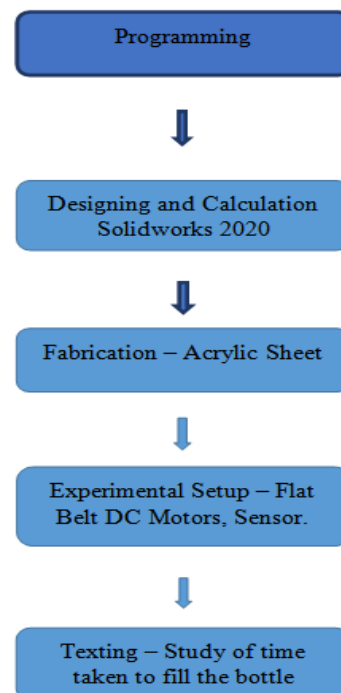 Programming
Designing and Calculation
Solidworks 2020
Fabrication – Acrylic Sheet
Experimental Setup – Flat
Belt DC Motors, Sensor.
Texting – Study of time
taken to fill the bottle